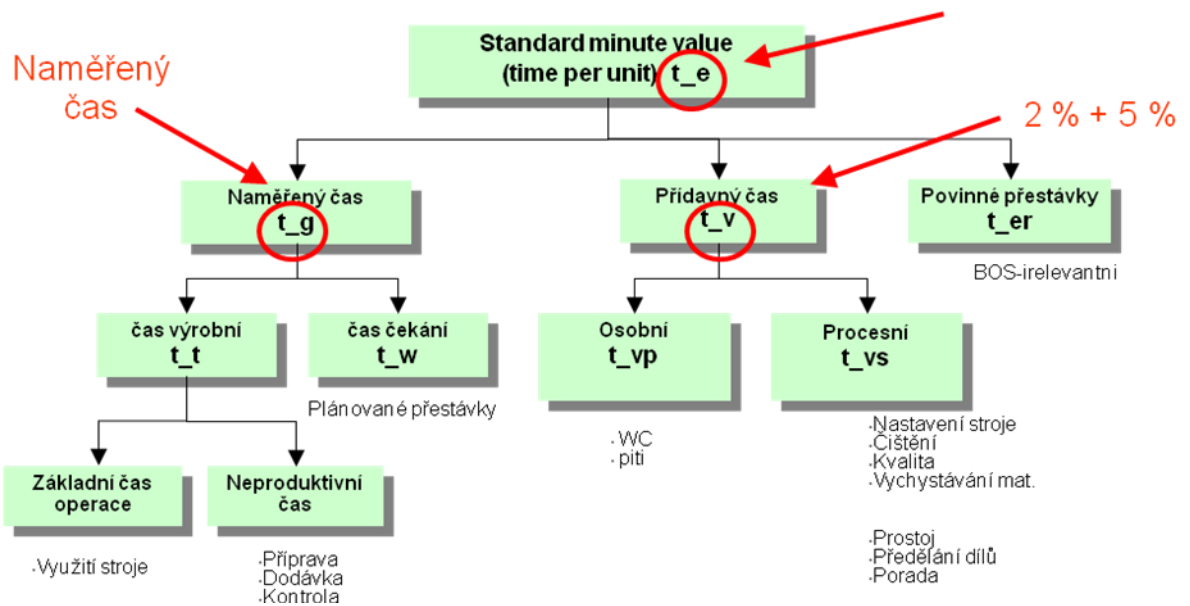 Standard minute value
(time per unit) t_e
Naměřený
čas
2 % + 5 %
Naměřený čas
t_g
Přídavný čas
t_v
Povinné přestávky
t_er
BOS-irelevantni
čas výrobní
t_t
čas čekání
t_w
Osobní
t_vp
Procesní
t_vs
Plánované přestávky
.WC
.piti
.Nastavení stroje
.Čištění
.Kvalita
.Vychystávání mat.
.Prostoj
.Předělání dílů
.Porada
Základní čas
operace
Neproduktivní
čas
.Využití stroje
.Příprava
.Dodávka
.Kontrola